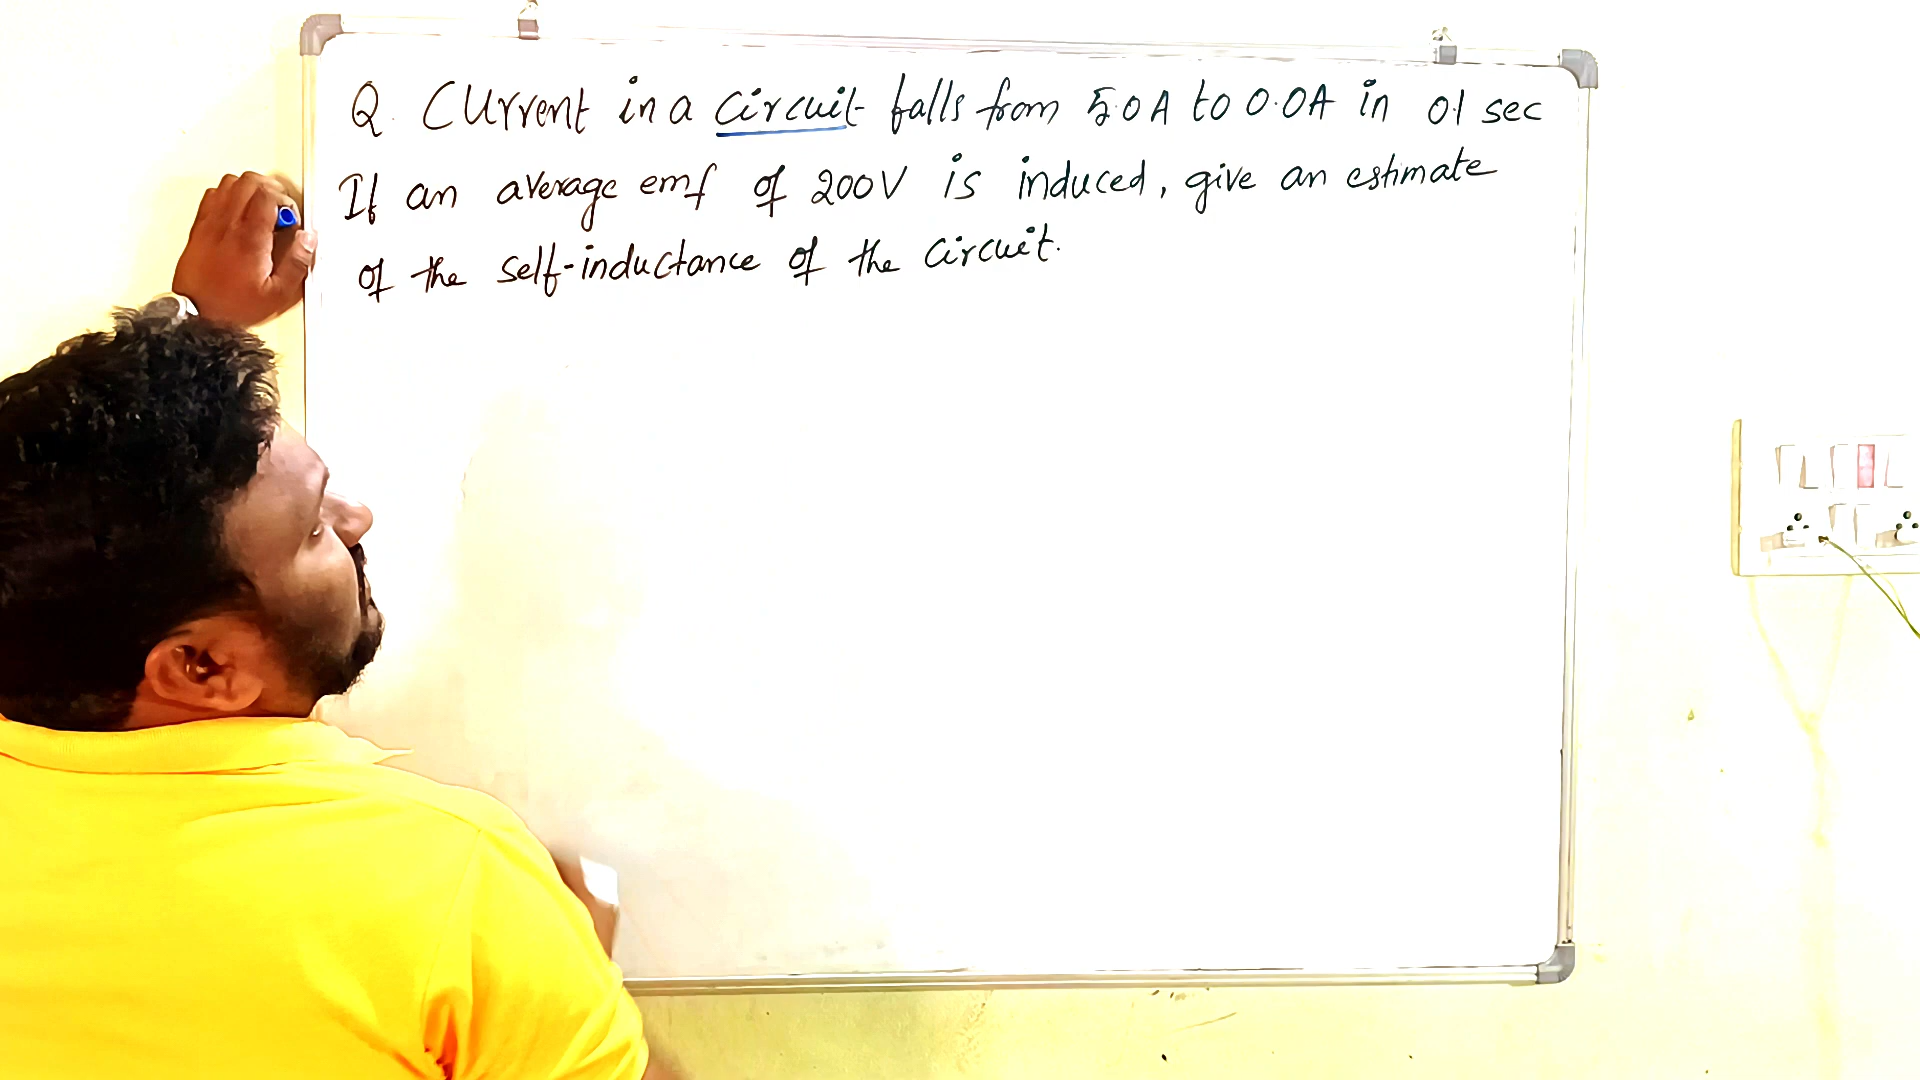 Q. Current in a circuit falls from 5.0A to 0.0A in 0.1 sec
If an average emf of 200V is induced, give an estimate
of the self-inductance of the circuit.